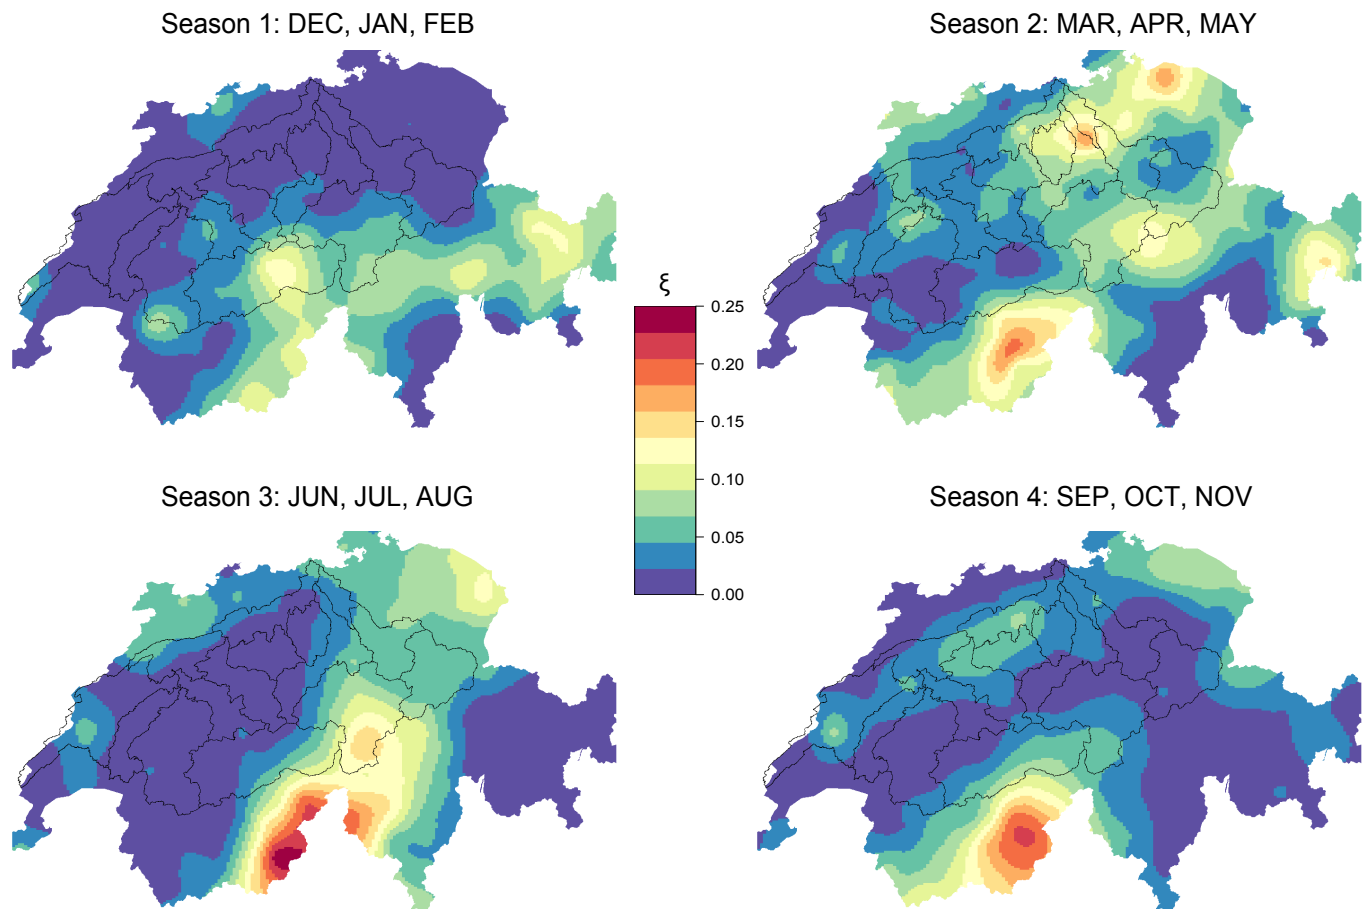 Season 1: DEC, JAN, FEB
Season 2: MAR, APR, MAY
ξ
0.25
0.20
0.15
0.10
0.05
0.00
Season 3: JUN, JUL, AUG
Season 4: SEP, OCT, NOV